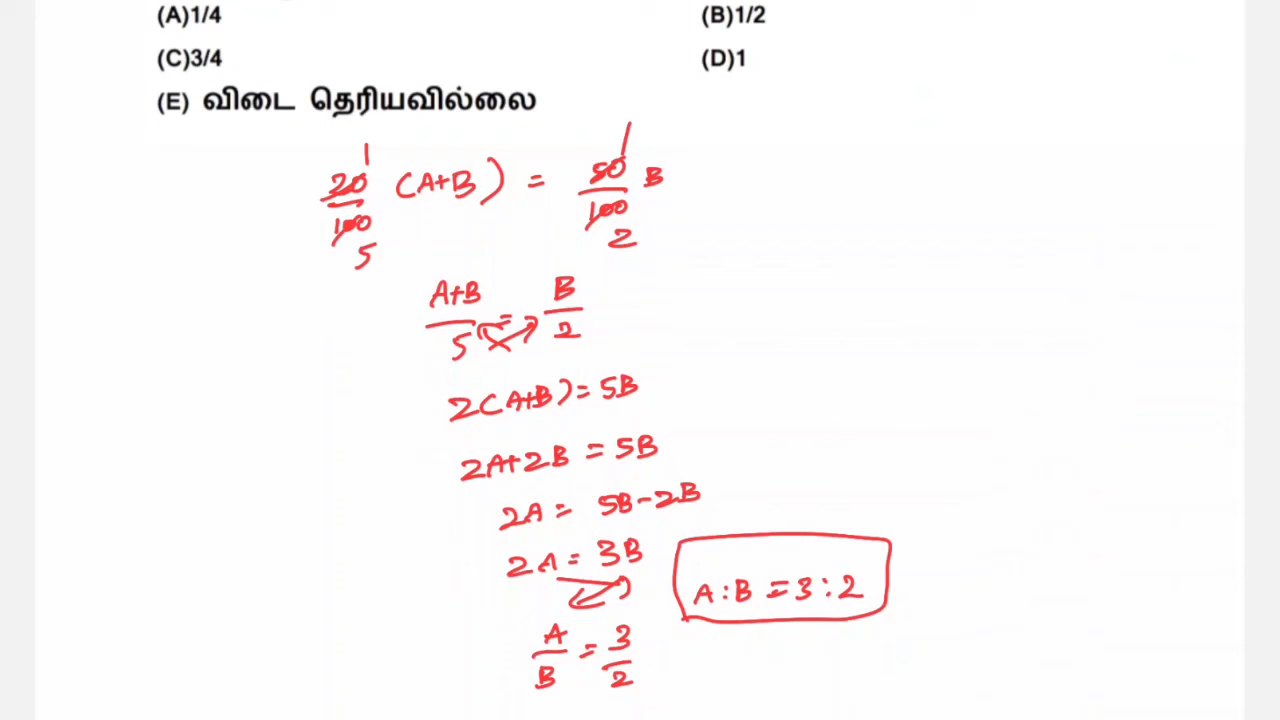 (A)1/4 (B)1/2
(C)3/4 (D)1
(E) விடை தெரியவில்லை
20/100 (A+B) = 50/100 B
1 5 1 2
A+B/5 = B/2
2(A+B) = 5B
2A+2B = 5B
2A = 5B-2B
2A = 3B
A:B = 3:2
A/B = 3/2